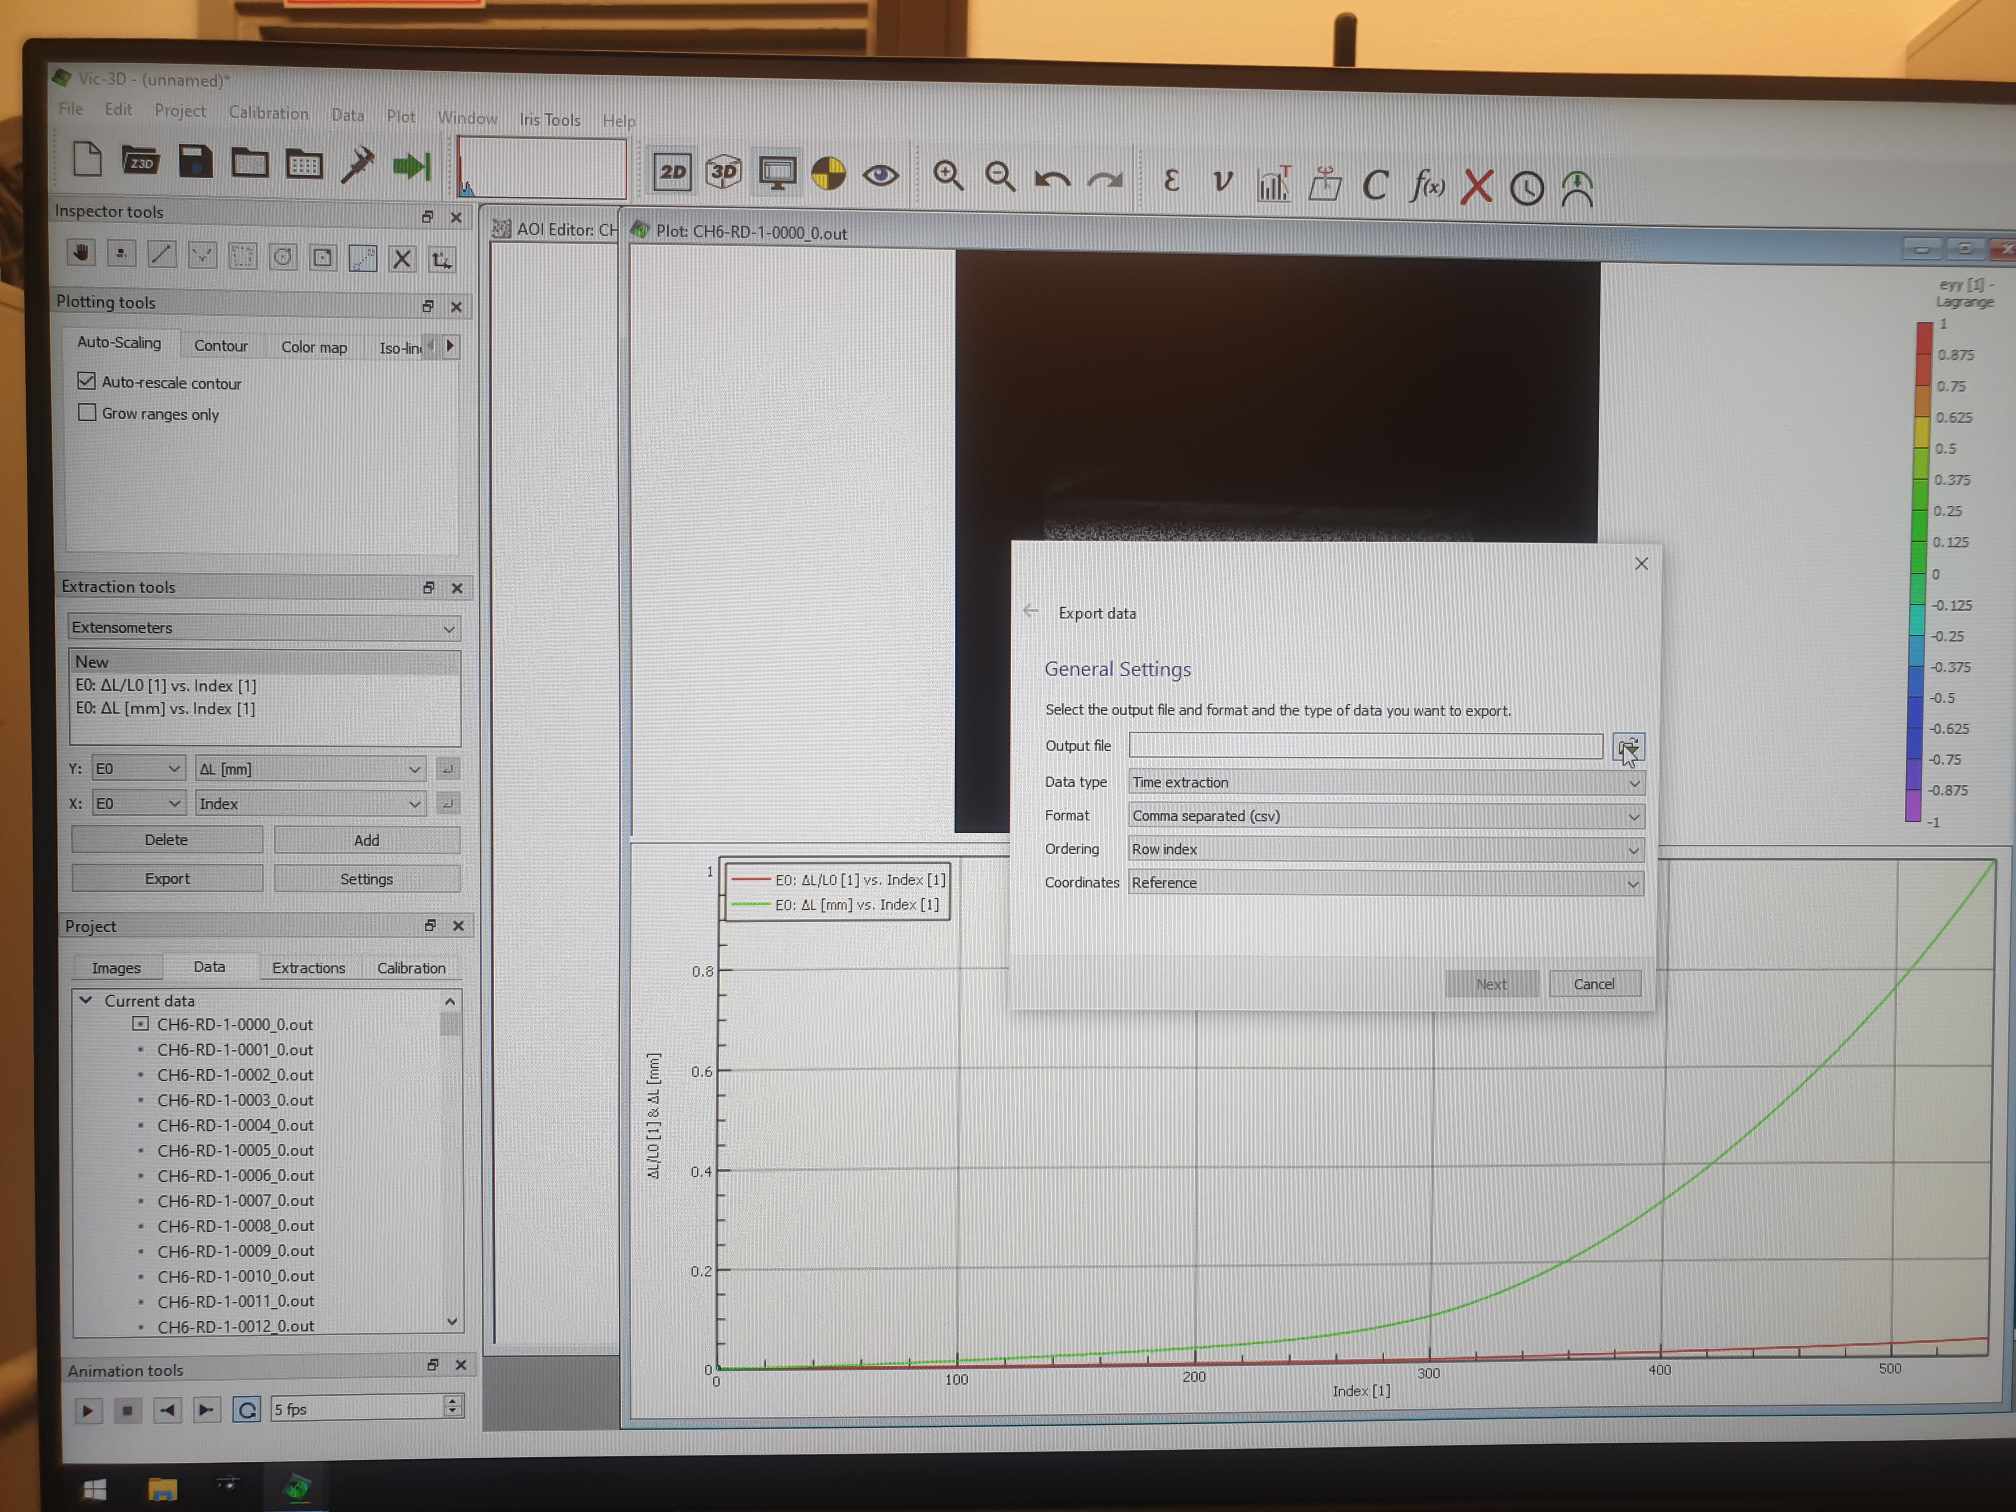 Vic-3D - (unnamed)*
File Edit Project Calibration Data Plot Window Iris Tools Help
Z3D
2D 3D ε ν T C f(x)
Inspector tools
AOI Editor: CH
Plot: CH6-RD-1-0000_0.out
Plotting tools
Auto-Scaling Contour Color map Iso-lin
Auto-rescale contour
Grow ranges only
eyy [1] -
Lagrange
1
0.875
0.75
0.625
0.5
0.375
0.25
0.125
0
-0.125
-0.25
-0.375
-0.5
-0.625
-0.75
-0.875
-1
Extraction tools
Extensometers
New
E0: ΔL/L0 [1] vs. Index [1]
E0: ΔL [mm] vs. Index [1]
Y: E0 ΔL [mm]
X: E0 Index
Delete Add
Export Settings
Export data
General Settings
Select the output file and format and the type of data you want to export.
Output file
Data type Time extraction
Format Comma separated (csv)
Ordering Row index
Coordinates Reference
Next Cancel
Project
Images Data Extractions Calibration
Current data
CH6-RD-1-0000_0.out
CH6-RD-1-0001_0.out
CH6-RD-1-0002_0.out
CH6-RD-1-0003_0.out
CH6-RD-1-0004_0.out
CH6-RD-1-0005_0.out
CH6-RD-1-0006_0.out
CH6-RD-1-0007_0.out
CH6-RD-1-0008_0.out
CH6-RD-1-0009_0.out
CH6-RD-1-0010_0.out
CH6-RD-1-0011_0.out
CH6-RD-1-0012_0.out
E0: ΔL/L0 [1] vs. Index [1]
E0: ΔL [mm] vs. Index [1]
1
0.8
0.6
0.4
0.2
0
ΔL/L0 [1] & ΔL [mm]
0 100 200 300 400 500
Index [1]
Animation tools
5 fps